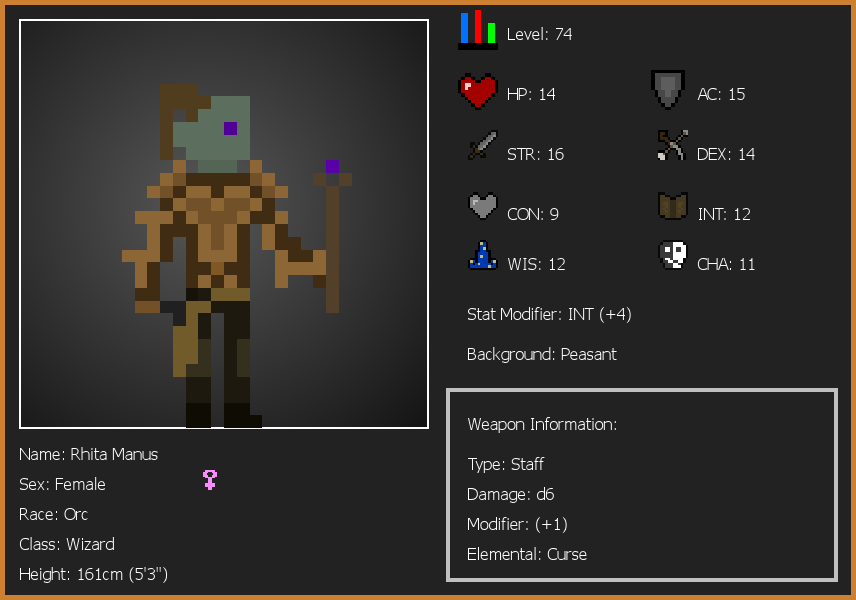 Level: 74
HP: 14
AC: 15
STR: 16
DEX: 14
CON: 9
INT: 12
WIS: 12
CHA: 11
Stat Modifier: INT (+4)
Background: Peasant
Weapon Information:
Type: Staff
Damage: d6
Modifier: (+1)
Elemental: Curse
Name: Rhita Manus
Sex: Female
Race: Orc
Class: Wizard
Height: 161cm (5'3")